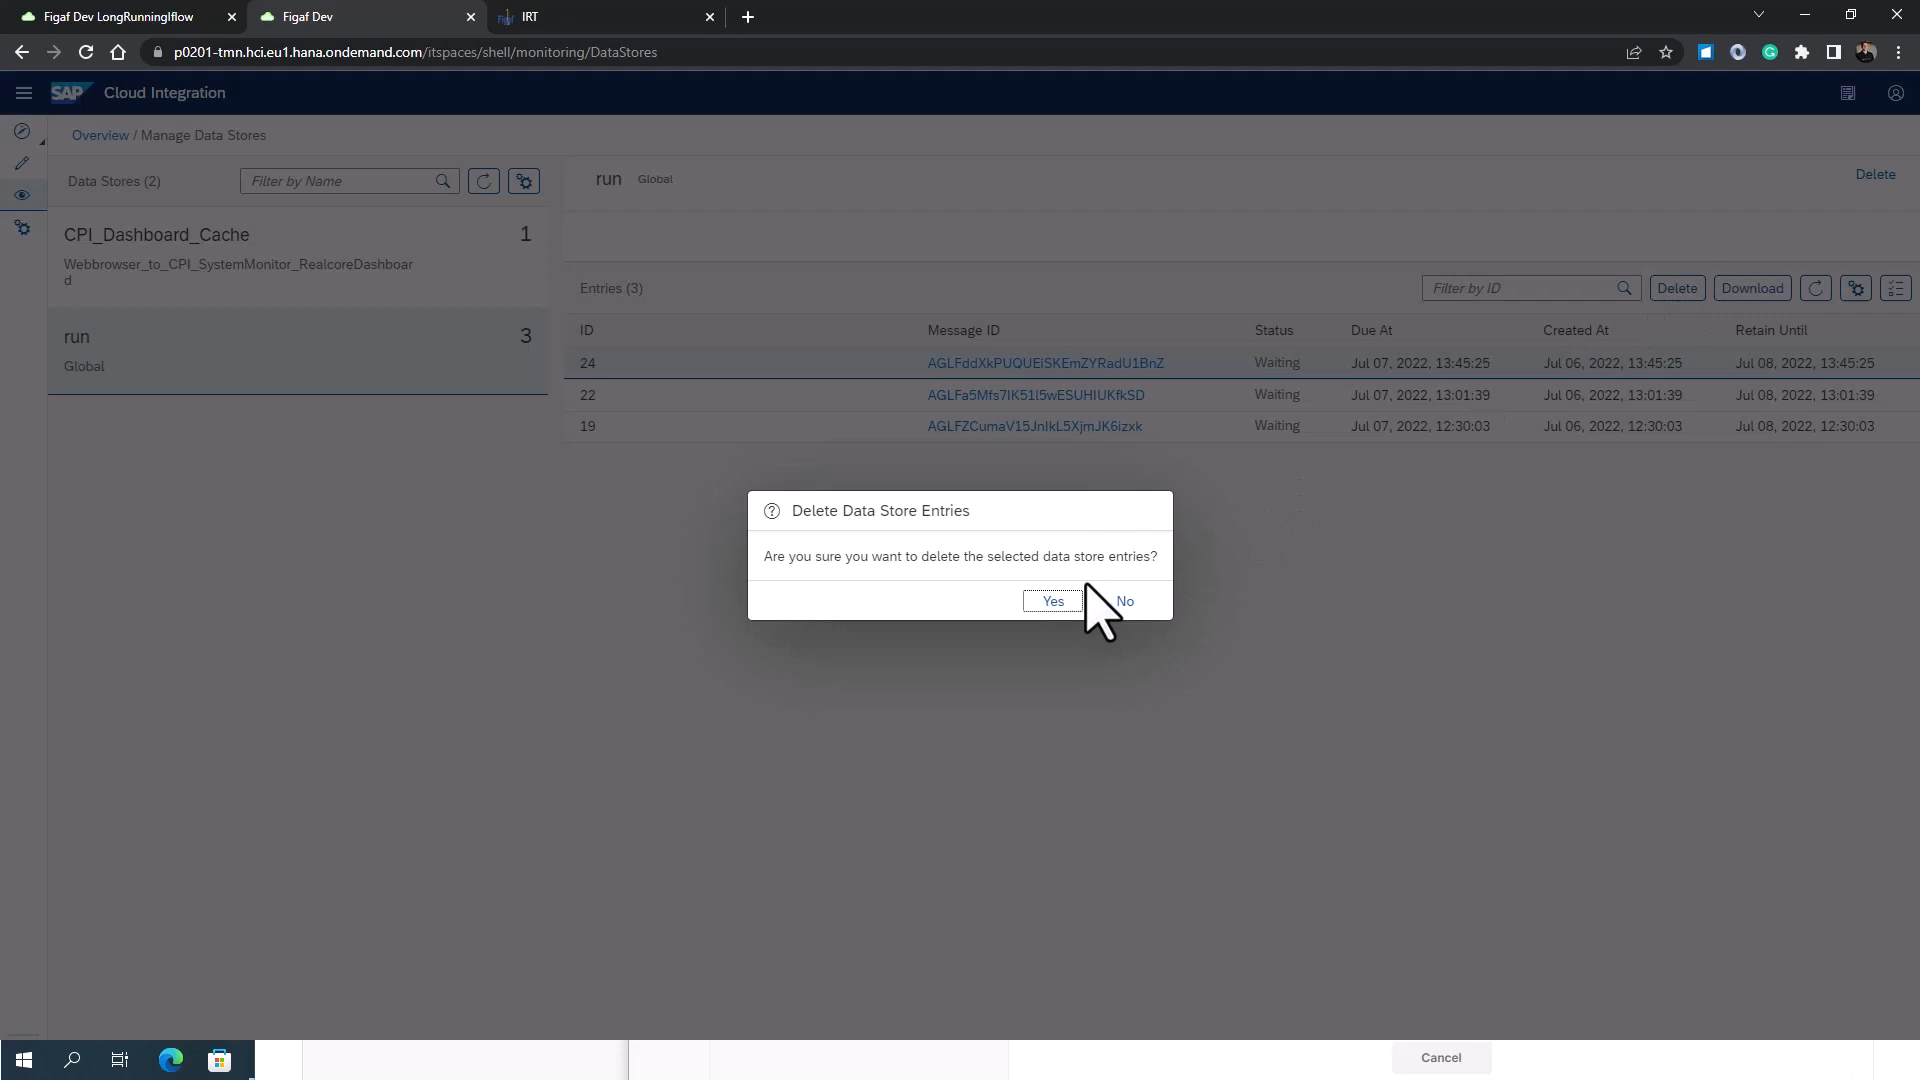 Figaf Dev LongRunningIflow
Figaf Dev
IRT
p0201-tmn.hci.eu1.hana.ondemand.com/itspaces/shell/monitoring/DataStores
SAP
Cloud Integration
Overview / Manage Data Stores
Data Stores (2)
Filter by Name
run
Global
Delete
CPI_Dashboard_Cache
1
Webbrowser_to_CPI_SystemMonitor_RealcoreDashboar
d
run
3
Global
Entries (3)
Filter by ID
Delete
Download
ID
Message ID
Status
Due At
Created At
Retain Until
24
AGLFddXkPUQUEiSKEmZYRadU1BnZ
Waiting
Jul 07, 2022, 13:45:25
Jul 06, 2022, 13:45:25
Jul 08, 2022, 13:45:25
22
AGLFa5Mfs7IK51l5wESUHIUKfkSD
Waiting
Jul 07, 2022, 13:01:39
Jul 06, 2022, 13:01:39
Jul 08, 2022, 13:01:39
19
AGLFZCumaV15JnIkL5XjmJK6izxk
Waiting
Jul 07, 2022, 12:30:03
Jul 06, 2022, 12:30:03
Jul 08, 2022, 12:30:03
Delete Data Store Entries
Are you sure you want to delete the selected data store entries?
Yes
No
Cancel